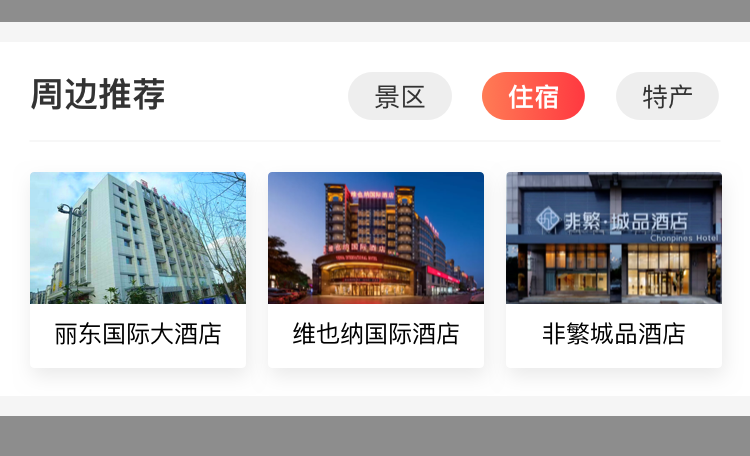 周边推荐
景区
住宿
特产
维也纳国际酒店
维也纳国际酒店
非繁·城品酒店
Chonpines Hotel
丽东国际大酒店
维也纳国际酒店
非繁城品酒店